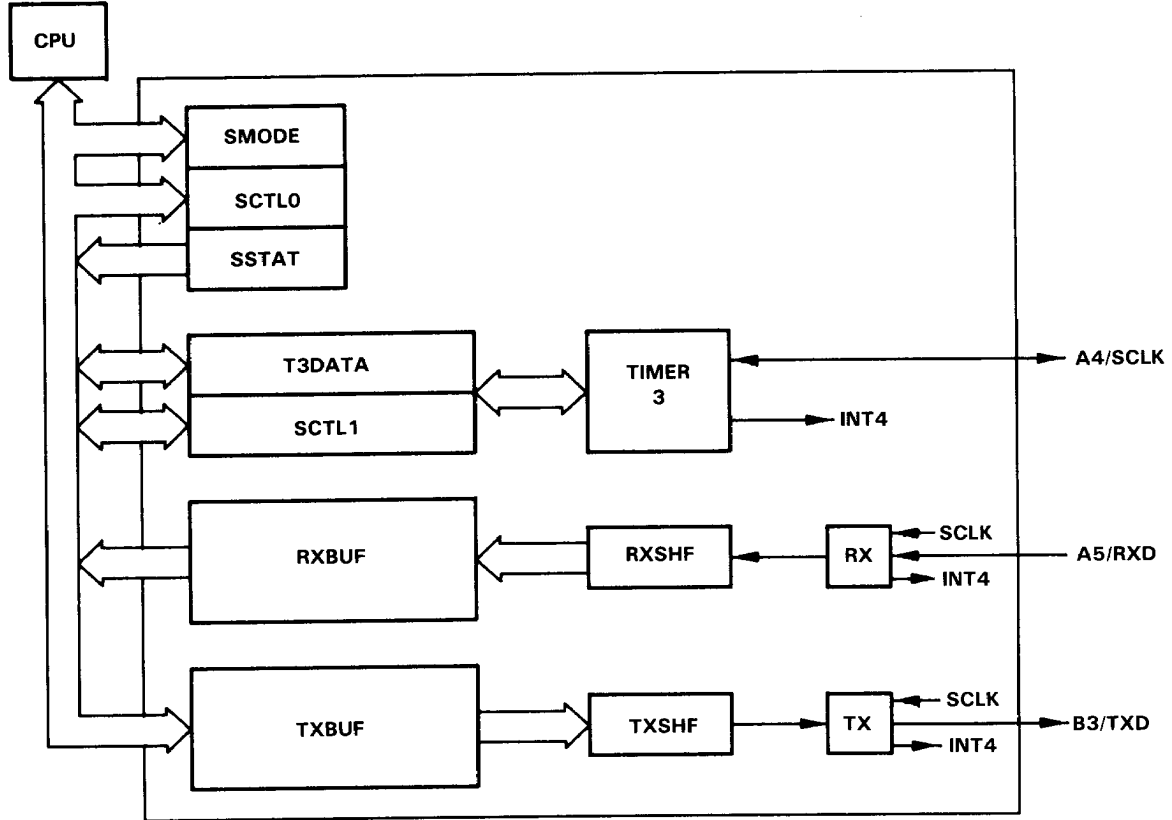 CPU
SMODE
SCTL0
SSTAT
T3DATA
SCTL1
TIMER
3
A4/SCLK
INT4
RXBUF
RXSHF
RX
SCLK
A5/RXD
INT4
TXBUF
TXSHF
TX
SCLK
B3/TXD
INT4